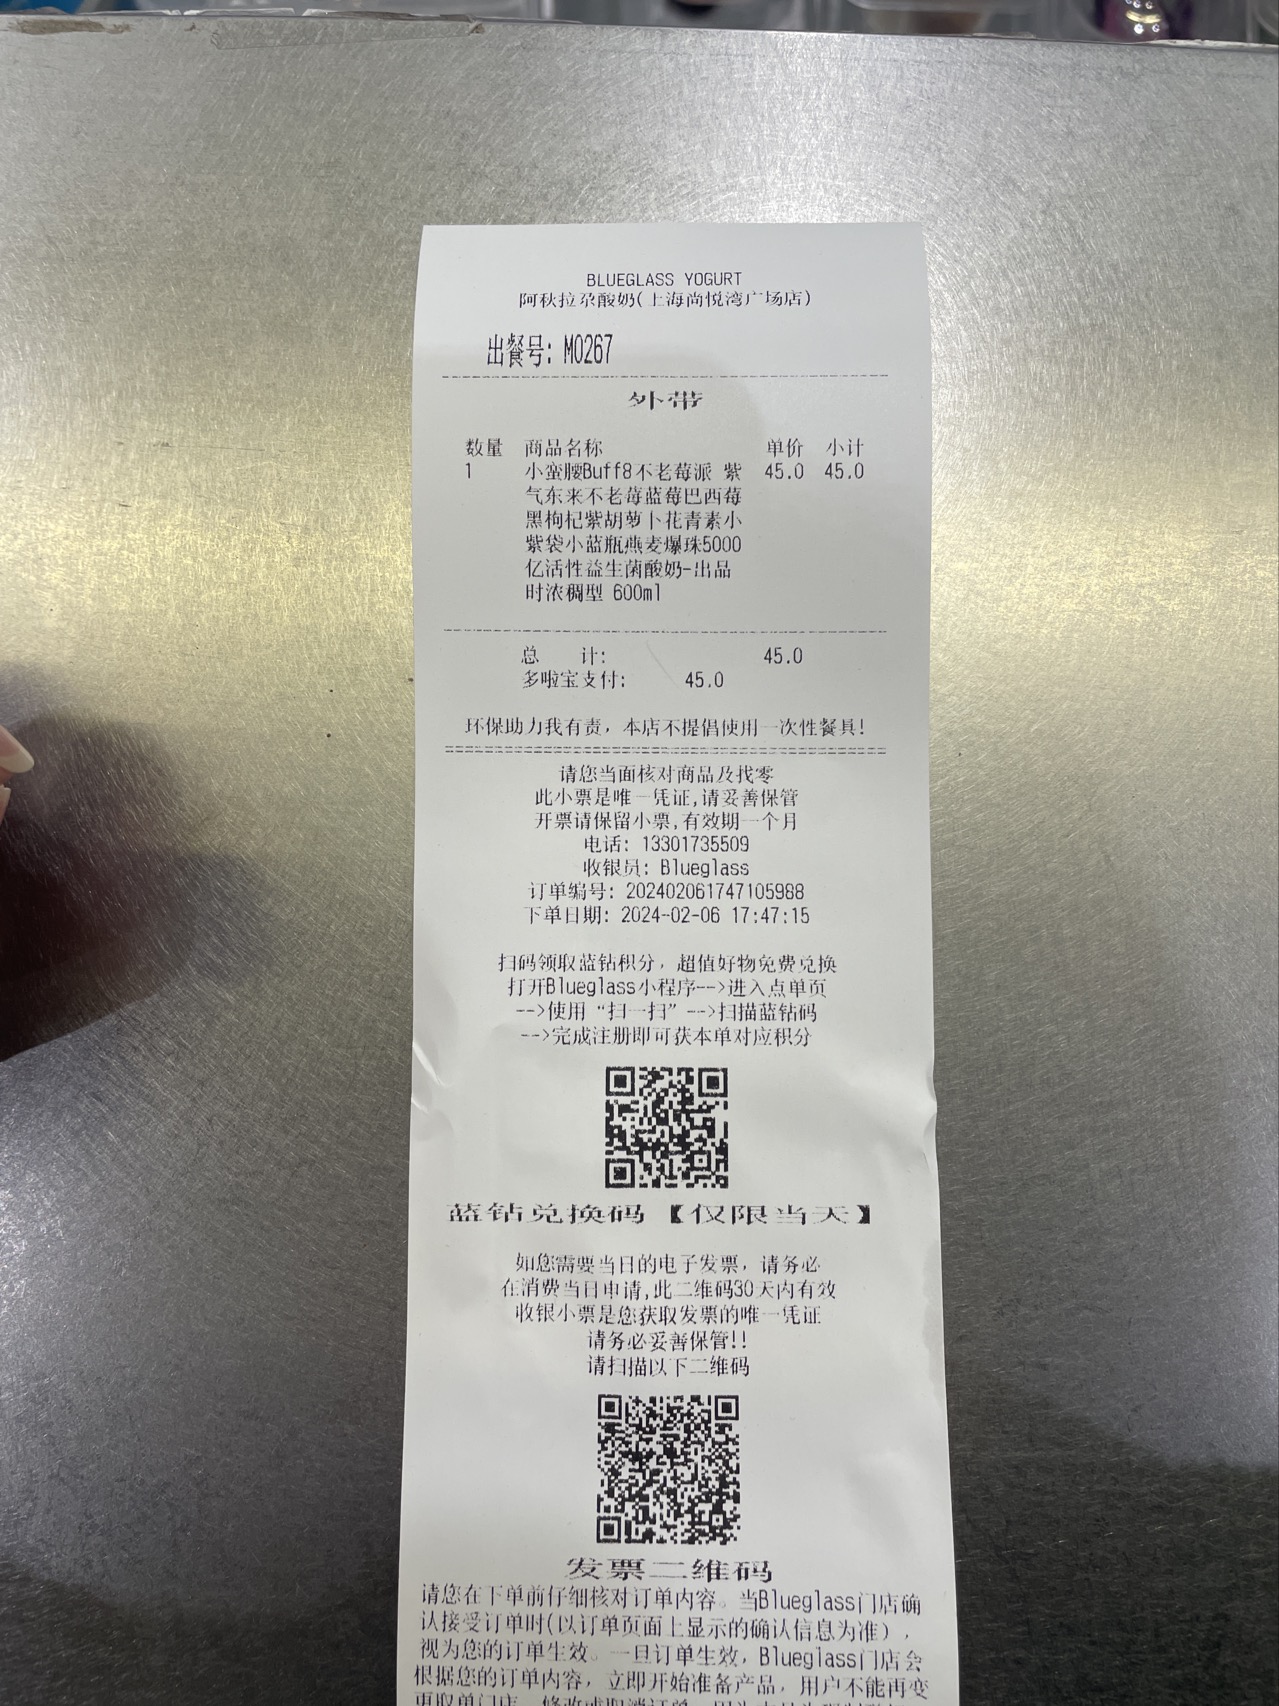 BLUEGLASS YOGURT
阿秋拉尕酸奶(上海尚悦湾广场店)
出餐号: M0267
外带
数量 商品名称 单价 小计
1 小蛮腰Buff8不老莓派 紫 45.0 45.0
气东来不老莓蓝莓巴西莓
黑枸杞紫胡萝卜花青素小
紫袋小蓝瓶燕麦爆珠5000
亿活性益生菌酸奶-出品
时浓稠型 600ml
总 计: 45.0
多啦宝支付: 45.0
环保助力我有责，本店不提倡使用一次性餐具!
请您当面核对商品及找零
此小票是唯一凭证,请妥善保管
开票请保留小票,有效期一个月
电话: 13301735509
收银员: Blueglass
订单编号: 202402061747105988
下单日期: 2024-02-06 17:47:15
扫码领取蓝钻积分，超值好物免费兑换
打开Blueglass小程序-->进入点单页
-->使用“扫一扫”-->扫描蓝钻码
-->完成注册即可获本单对应积分
蓝钻兑换码【仅限当天】
如您需要当日的电子发票，请务必
在消费当日申请,此二维码30天内有效
收银小票是您获取发票的唯一凭证
请务必妥善保管!!
请扫描以下二维码
发票二维码
请您在下单前仔细核对订单内容。当Blueglass门店确
认接受订单时(以订单页面上显示的确认信息为准)，
视为您的订单生效。一旦订单生效，Blueglass门店会
根据您的订单内容，立即开始准备产品，用户不能再变
更取单门店、修改或取消订单，因为